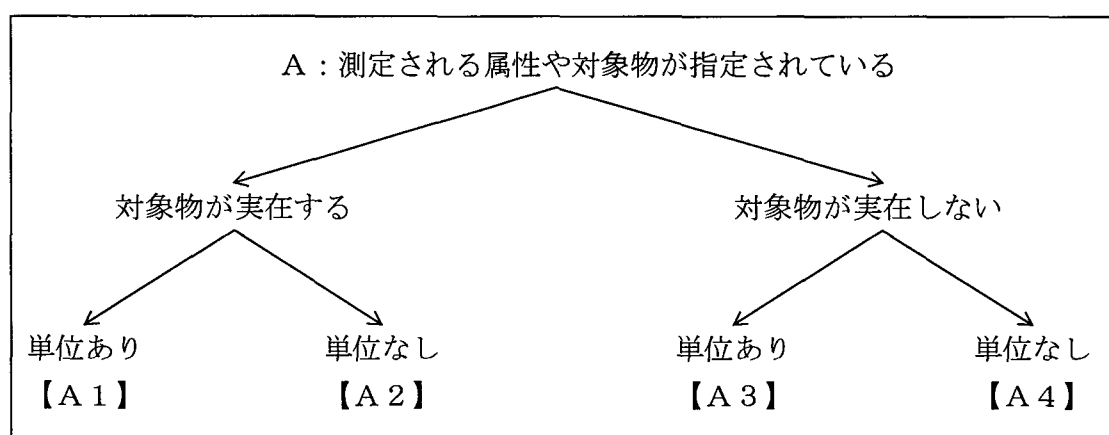 A：測定される属性や対象物が指定されている
対象物が実在する　対象物が実在しない
単位あり　単位なし　単位あり　単位なし
【A1】　【A2】　【A3】　【A4】